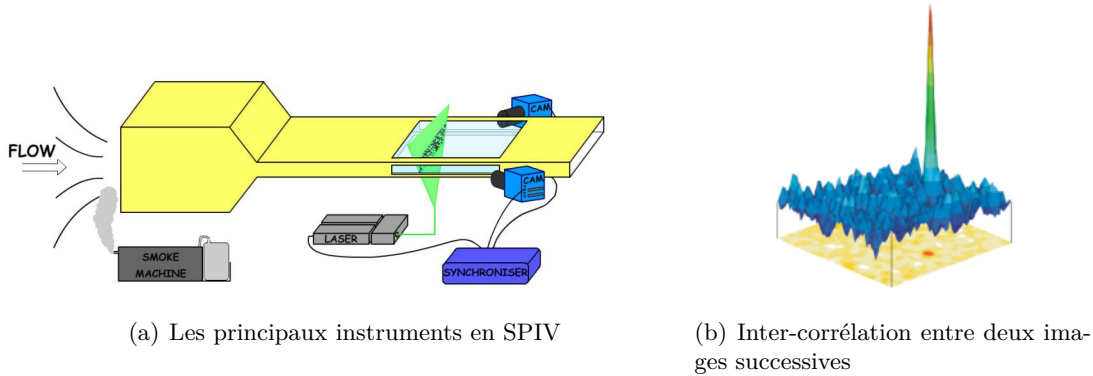 FLOW
CAM
CAM
LASER
SMOKE
MACHINE
SYNCHRONISER
(a) Les principaux instruments en SPIV
(b) Inter-corrélation entre deux ima-
ges successives